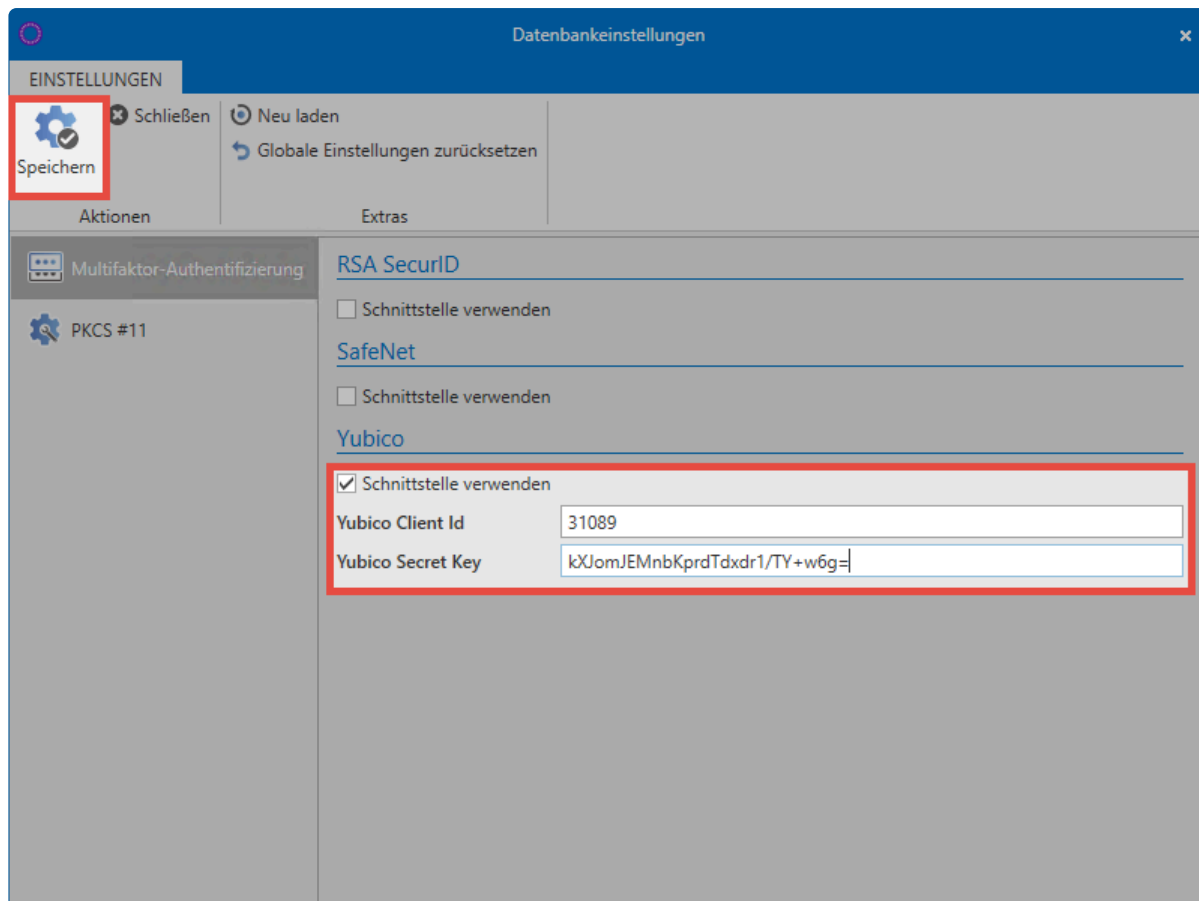 Datenbankeinstellungen
EINSTELLUNGEN
Speichern
Schließen
Aktionen
Neu laden
Globale Einstellungen zurücksetzen
Extras
Multifaktor-Authentifizierung
PKCS #11
RSA SecurID
Schnittstelle verwenden
SafeNet
Schnittstelle verwenden
Yubico
Schnittstelle verwenden
Yubico Client Id 31089
Yubico Secret Key kXJomJEMnbKprdTdxdr1/TY+w6g=